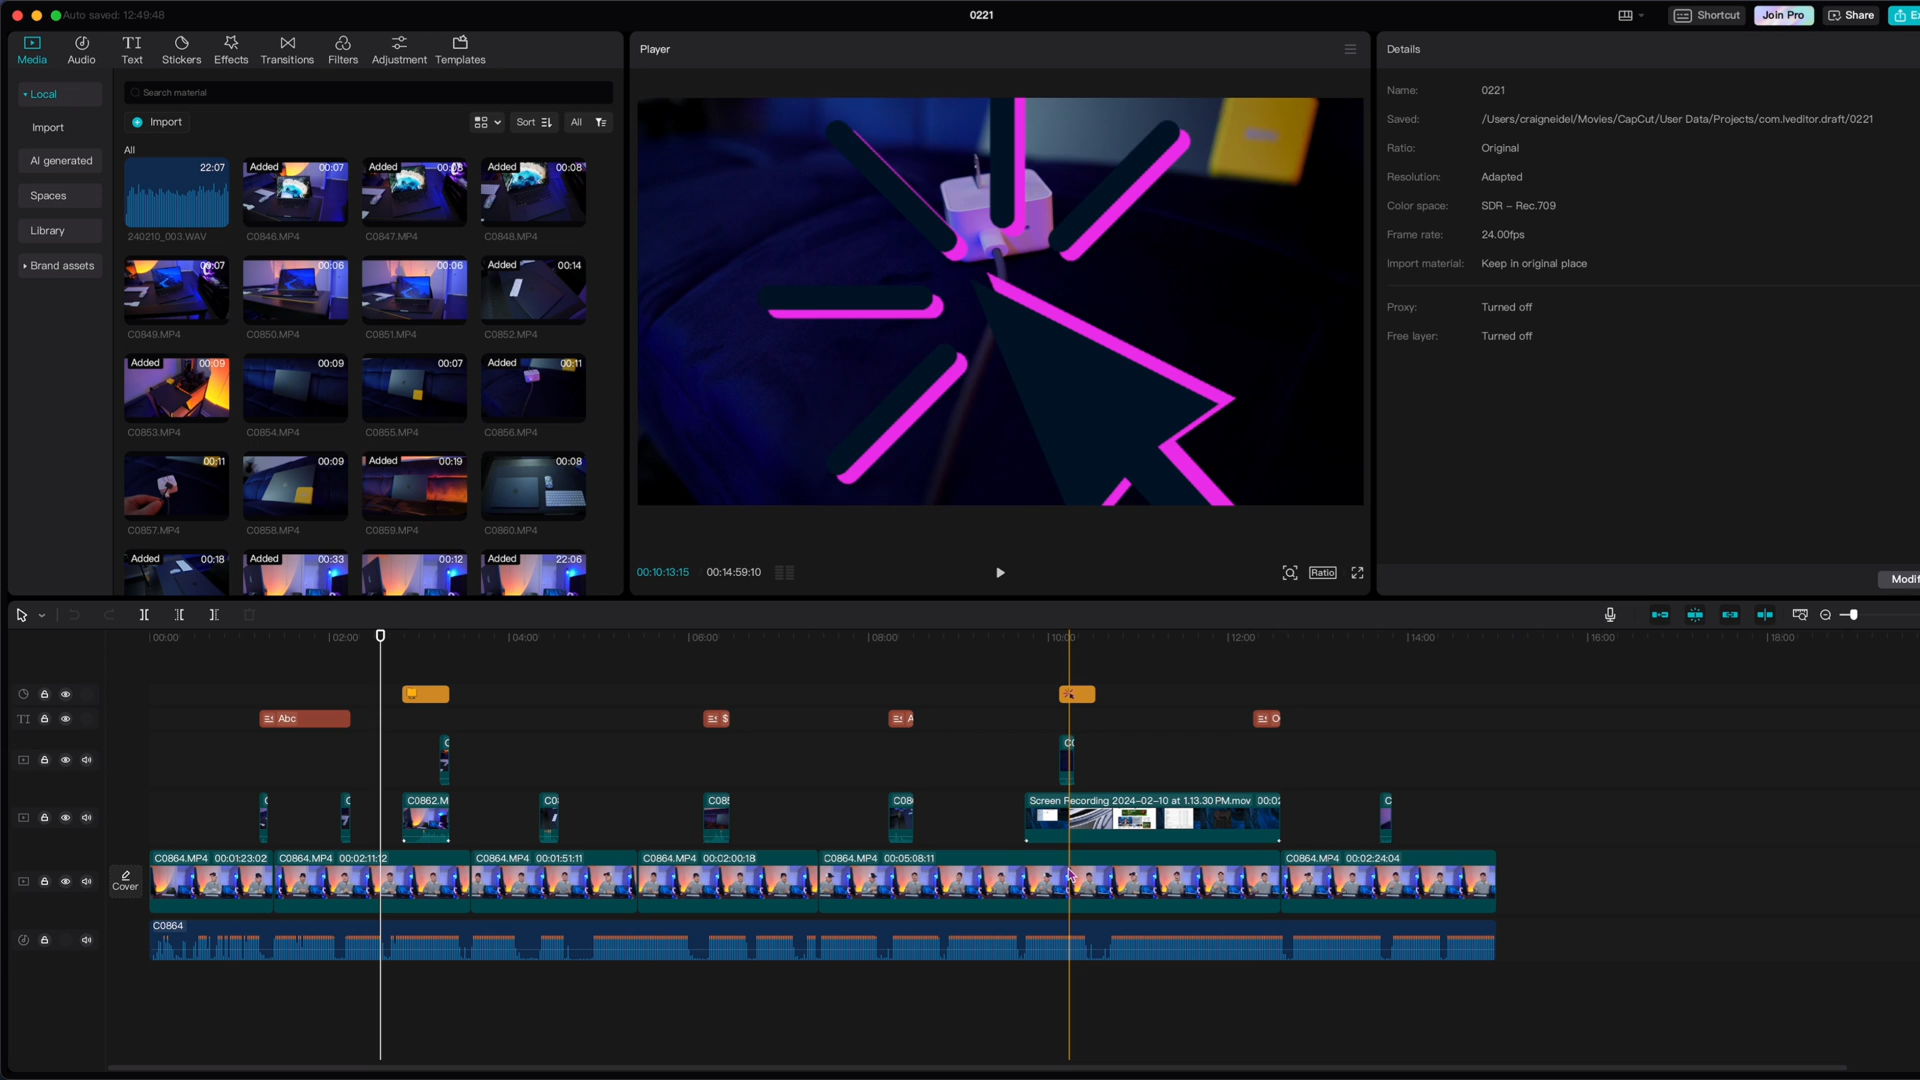 Auto saved: 12:49:48
0221
Shortcut
Join Pro
Share
Media
Audio
Text
Stickers
Effects
Transitions
Filters
Adjustment
Templates
Local
Import
AI generated
Spaces
Library
Brand assets
Search material
Import
Sort
All
All
22:07
Added 00:07
Added 00:08
Added 00:08
240210_003.WAV
C0846.MP4
C0847.MP4
C0848.MP4
00:07
00:06
00:06
Added 00:14
C0849.MP4
C0850.MP4
C0851.MP4
C0852.MP4
Added 00:09
00:09
00:07
Added 00:11
C0853.MP4
C0854.MP4
C0855.MP4
C0856.MP4
00:11
00:09
Added 00:19
00:08
C0857.MP4
C0858.MP4
C0859.MP4
C0860.MP4
Added 00:18
Added 00:33
00:12
Added 22:06
Player
00:10:13:15
00:14:59:10
Ratio
Details
Name: 0221
Saved: /Users/craigneidel/Movies/CapCut/User Data/Projects/com.lveditor.draft/0221
Ratio: Original
Resolution: Adapted
Color space: SDR – Rec.709
Frame rate: 24.00fps
Import material: Keep in original place
Proxy: Turned off
Free layer: Turned off
Modif
00:00
02:00
04:00
06:00
08:00
10:00
12:00
14:00
16:00
18:00
TI
Abc
$
A
C0862.M
C0
C08
Screen Recording 2024-02-10 at 1.13.30 PM.mov 00:02
C
Cover
C0864.MP4 00:01:23:02
C0864.MP4 00:02:11:12
C0864.MP4 00:01:51:11
C0864.MP4 00:02:00:18
C0864.MP4 00:05:08:11
C0864.MP4 00:02:24:04
C0864